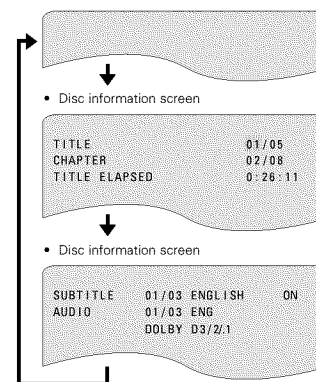 • Disc information screen
TITLE 01/05
CHAPTER 02/08
TITLE ELAPSED 0:26:11
• Disc information screen
SUBTITLE 01/03 ENGLISH ON
AUDIO 01/03 ENG
DOLBY D3/2/.1